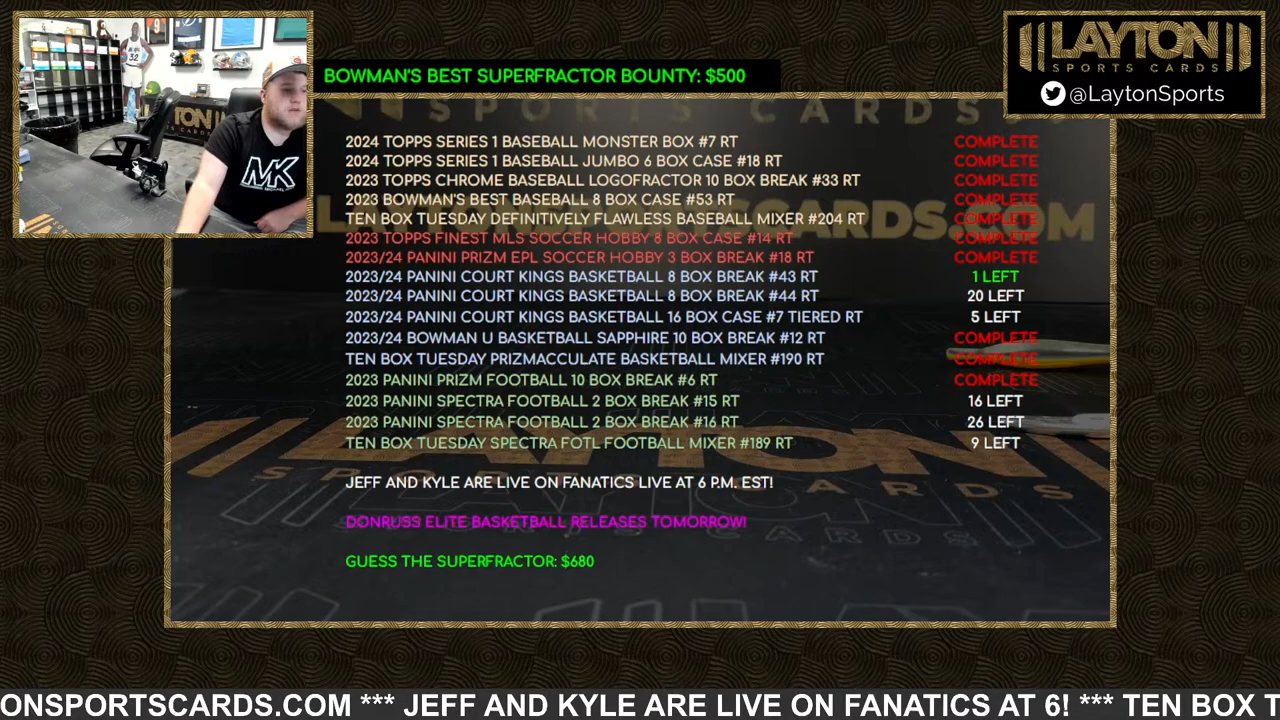 LAYTON
SPORTS CARDS
@LaytonSports
BOWMAN'S BEST SUPERFRACTOR BOUNTY: $500
32
MK
SPORTS CARDS
2024 TOPPS SERIES 1 BASEBALL MONSTER BOX #7 RT COMPLETE
2024 TOPPS SERIES 1 BASEBALL JUMBO 6 BOX CASE #18 RT COMPLETE
2023 TOPPS CHROME BASEBALL LOGOFRACTOR 10 BOX BREAK #33 RT COMPLETE
2023 BOWMAN'S BEST BASEBALL 8 BOX CASE #53 RT COMPLETE
TEN BOX TUESDAY DEFINITIVELY FLAWLESS BASEBALL MIXER #204 RT COMPLETE
2023 TOPPS FINEST MLS SOCCER HOBBY 8 BOX CASE #14 RT COMPLETE
2023/24 PANINI PRIZM EPL SOCCER HOBBY 3 BOX BREAK #18 RT COMPLETE
2023/24 PANINI COURT KINGS BASKETBALL 8 BOX BREAK #43 RT 1 LEFT
2023/24 PANINI COURT KINGS BASKETBALL 8 BOX BREAK #44 RT 20 LEFT
2023/24 PANINI COURT KINGS BASKETBALL 16 BOX CASE #7 TIERED RT 5 LEFT
2023/24 BOWMAN U BASKETBALL SAPPHIRE 10 BOX BREAK #12 RT COMPLETE
TEN BOX TUESDAY PRIZMACCULATE BASKETBALL MIXER #190 RT COMPLETE
2023 PANINI PRIZM FOOTBALL 10 BOX BREAK #6 RT COMPLETE
2023 PANINI SPECTRA FOOTBALL 2 BOX BREAK #15 RT 16 LEFT
2023 PANINI SPECTRA FOOTBALL 2 BOX BREAK #16 RT 26 LEFT
TEN BOX TUESDAY SPECTRA FOTL FOOTBALL MIXER #189 RT 9 LEFT
LAYTON
SPORTS CARDS
JEFF AND KYLE ARE LIVE ON FANATICS LIVE AT 6 P.M. EST!
DONRUSS ELITE BASKETBALL RELEASES TOMORROW!
GUESS THE SUPERFRACTOR: $680
ONSPORTSCARDS.COM *** JEFF AND KYLE ARE LIVE ON FANATICS AT 6! *** TEN BOX T